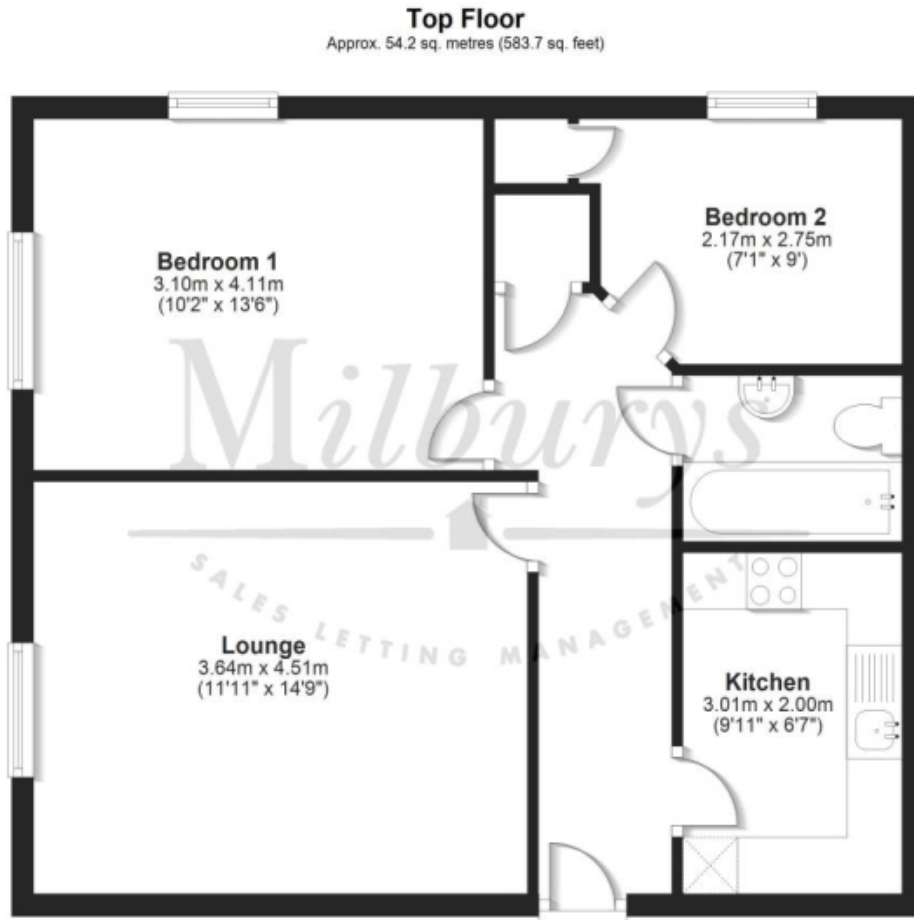 Top Floor
Approx. 54.2 sq. metres (583.7 sq. feet)
Bedroom 1
3.10m x 4.11m
(10'2" x 13'6")
Bedroom 2
2.17m x 2.75m
(7'1" x 9')
Milburys
SALES LETTING MANAGEMENT
Lounge
3.64m x 4.51m
(11'11" x 14'9")
Kitchen
3.01m x 2.00m
(9'11" x 6'7")